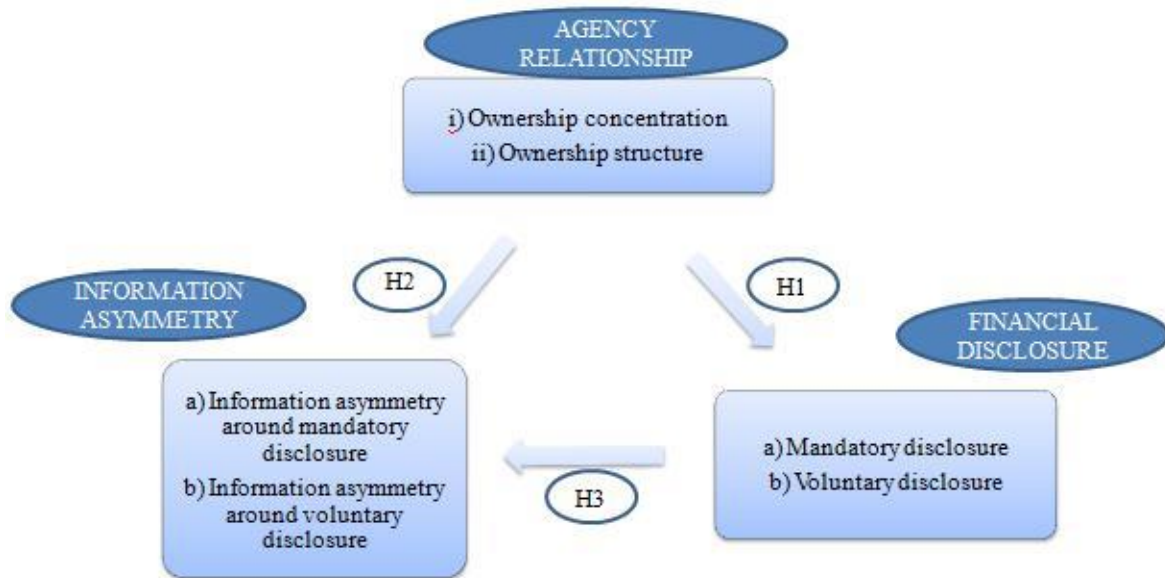 AGENCY
RELATIONSHIP
i) Ownership concentration
ii) Ownership structure
H2
H1
INFORMATION
ASYMMETRY
FINANCIAL
DISCLOSURE
a) Information asymmetry
around mandatory
disclosure
b) Information asymmetry
around voluntary
disclosure
a) Mandatory disclosure
b) Voluntary disclosure
H3